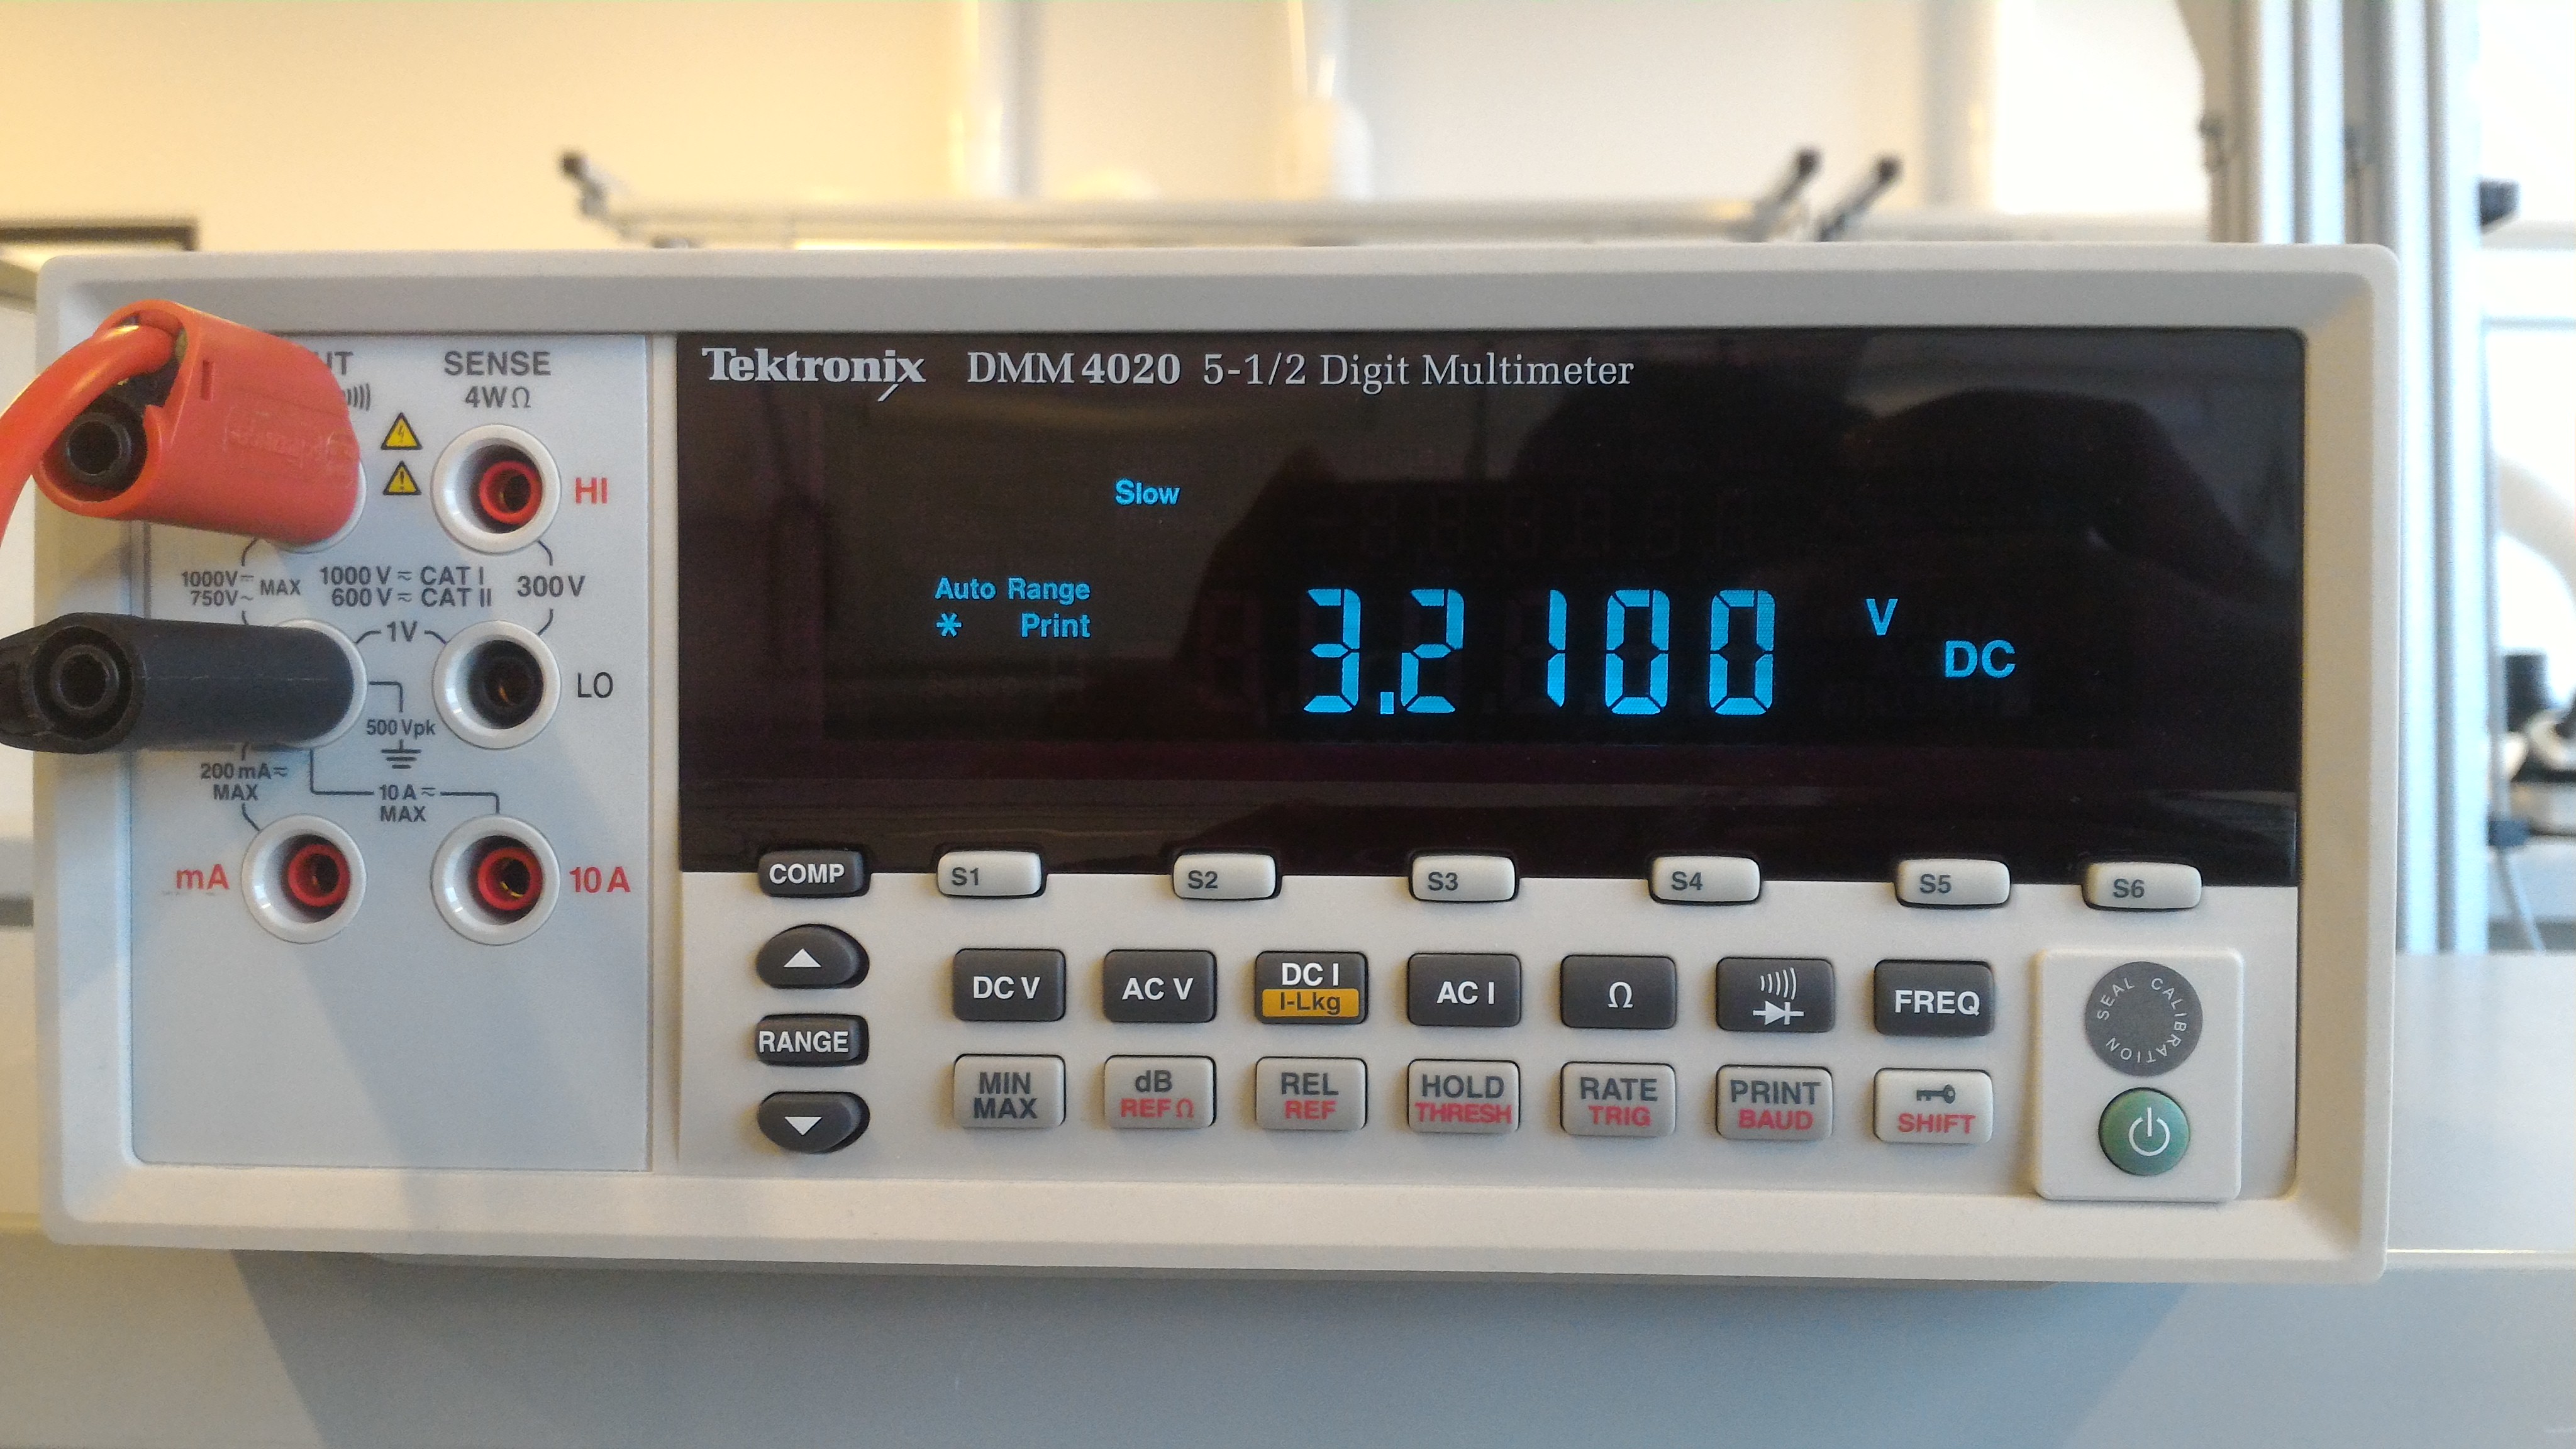 Tektronix DMM 4020 5-1/2 Digit Multimeter
SENSE
4W Ω
HI
1000V MAX
750V~
1000 V CAT I
600 V CAT II
300 V
1V
LO
500 Vpk
200 mA
MAX
10 A
MAX
mA
10 A
Slow
Auto Range
* Print
3.2100 V DC
COMP
S1
S2
S3
S4
S5
S6
RANGE
DC V
AC V
DC I
I-Lkg
AC I
Ω
FREQ
MIN
MAX
dB
REF Ω
REL
REF
HOLD
THRESH
RATE
TRIG
PRINT
BAUD
SHIFT
CALIBRATION
SEAL